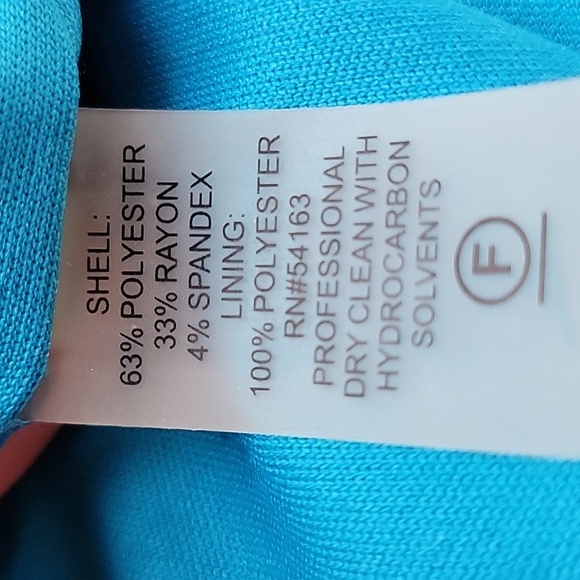 SHELL:
63% POLYESTER
33% RAYON
4% SPANDEX
LINING:
100% POLYESTER
RN#54163
PROFESSIONAL
DRY CLEAN WITH
HYDROCARBON
SOLVENTS
F